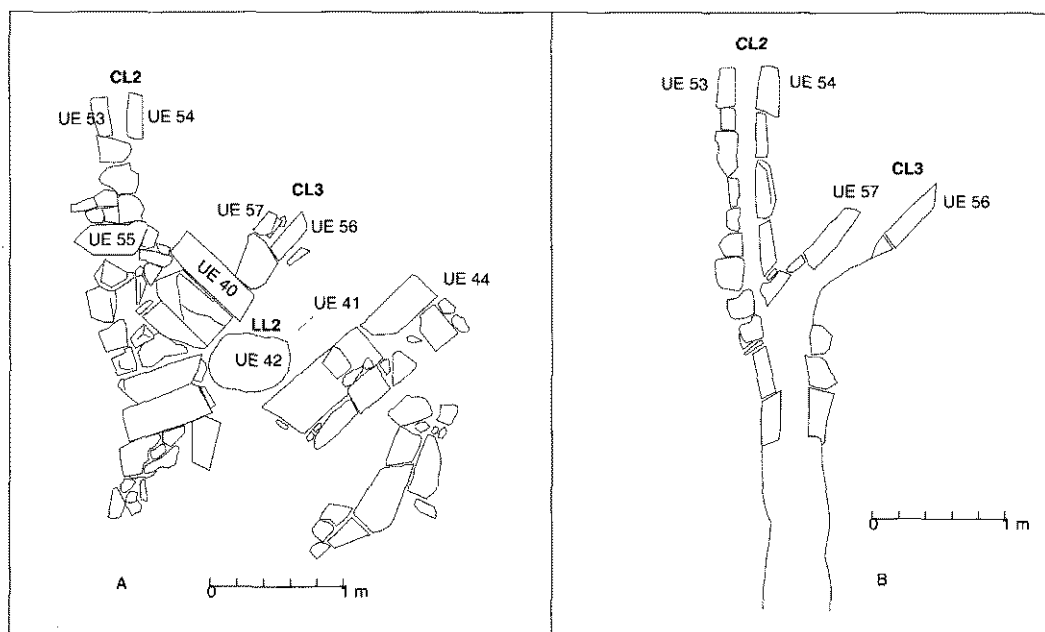 CL2
UE 53
UE 54
CL3
UE 57
UE 56
UE 55
UE 40
UE 44
UE 41
LL2
UE 42
A
0
1 m
CL2
UE 53
UE 54
CL3
UE 57
UE 56
0
1 m
B